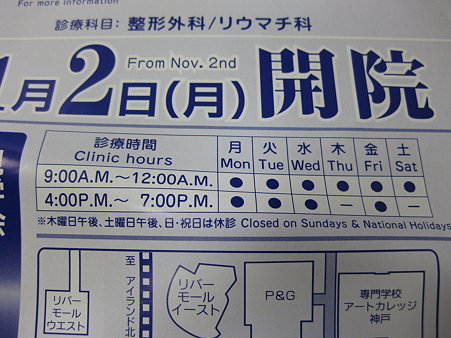 For more information
診療科目：整形外科/リウマチ科
1月2日(月) From Nov. 2nd 開院
診療時間 月 火 水 木 金 土
Clinic hours Mon Tue Wed Thu Fri Sat
9:00A.M.〜12:00A.M. ● ● ● ● ● ●
4:00P.M.〜 7:00P.M. ● ● ● － ● －
※木曜日午後、土曜日午後、日・祝日は休診 Closed on Sundays & National Holidays
至 アイランド北
リバーモールウエスト
リバーモールイースト
P&G
専門学校
アートカレッジ
神戸